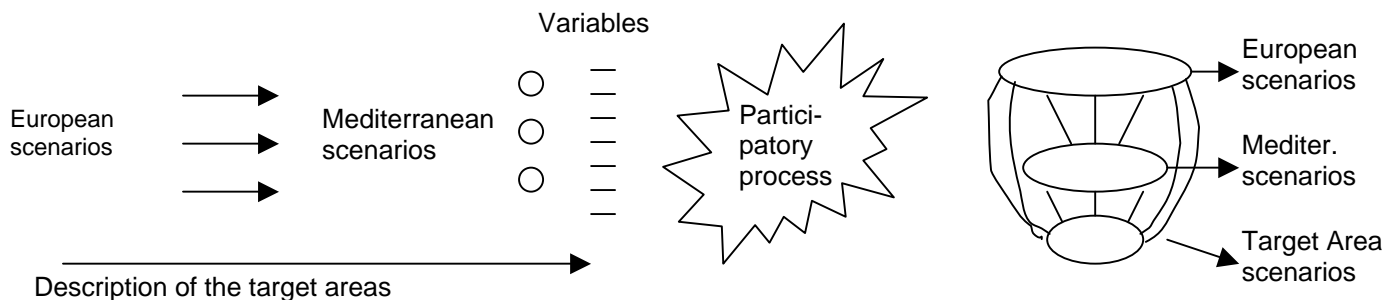 Variables
European
scenarios
Mediterranean
scenarios
Partici-
patory
process
European
scenarios
Mediter.
scenarios
Target Area
scenarios
Description of the target areas